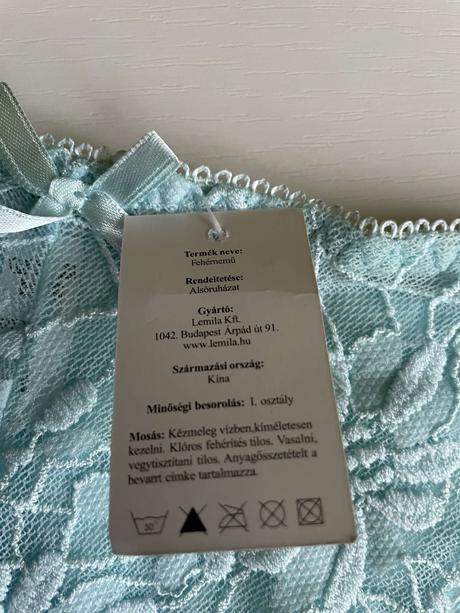 Termék neve:
Fehérnemű
Rendeltetése:
Alsóruházat
Gyártó:
Lemila Kft.
1042. Budapest Árpád út 91.
www.lemila.hu
Származási ország:
Kína
Minőségi besorolás: I. osztály
Mosás: Kézmeleg vízben,kíméletesen
kezelni. Klóros fehérítés tilos. Vasalni,
vegytisztítani tilos. Anyagösszetételt a
bevarrt cimke tartalmazza.
30°